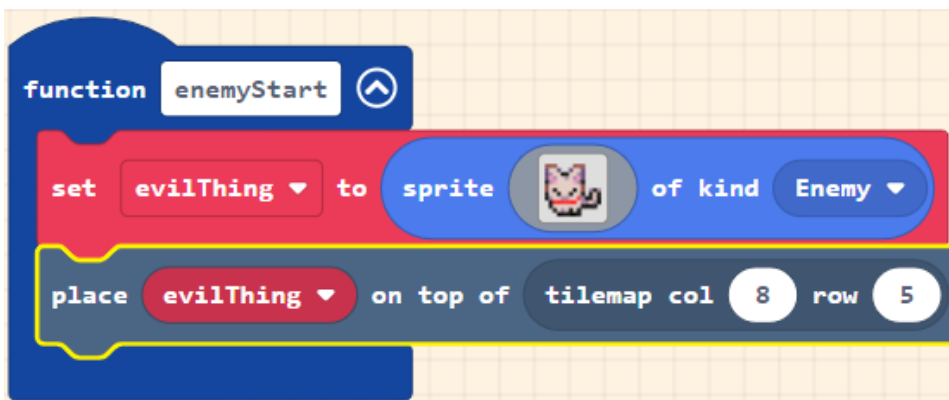 function enemyStart
set evilThing to sprite of kind Enemy
place evilThing on top of tilemap col 8 row 5